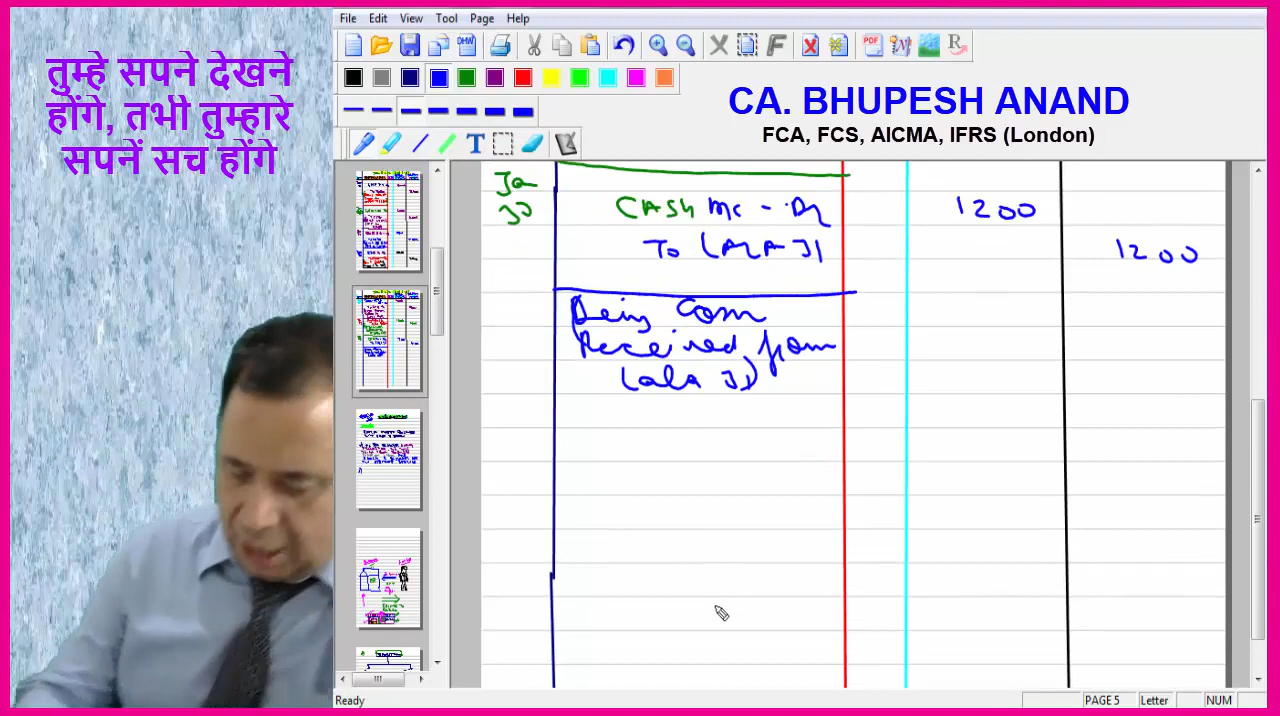 तुम्हे सपने देखने
होंगे, तभी तुम्हारे
सपनें सच होंगे
File Edit View Tool Page Help
CA. BHUPESH ANAND
FCA, FCS, AICMA, IFRS (London)
Ja
30
CASH A/c - Dr 1200
To LALA JI 1200
Being Com
Received from
Lala Ji
Ready
PAGE 5 Letter NUM